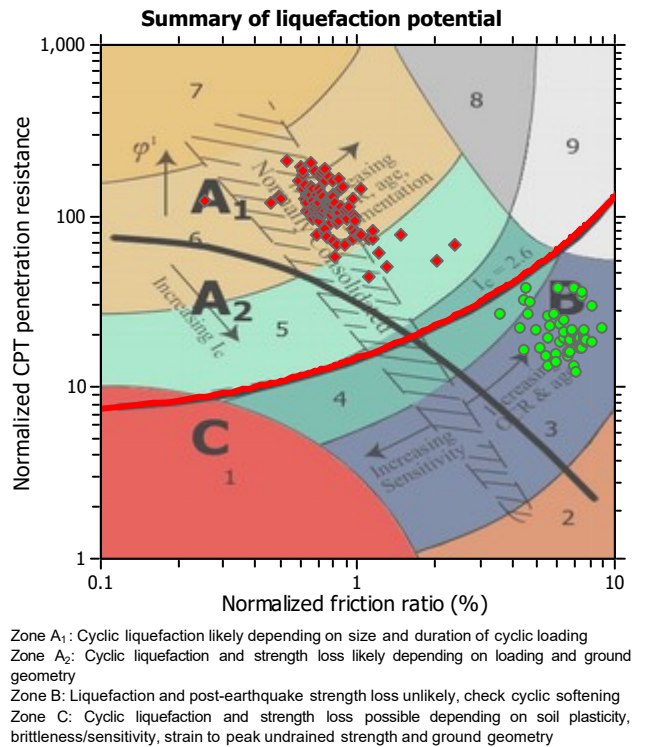 Summary of liquefaction potential
1,000
7
8
9
φ'
Increasing
OCR, age,
cementation
Normally consolidated
A1
100
6
A2
Increasing Ic
Ic = 2.6
B
5
10
4
Increasing
OCR & age
C
1
Increasing
Sensitivity
3
2
1
0.1
1
10
Normalized CPT penetration resistance
Normalized friction ratio (%)
Zone A1: Cyclic liquefaction likely depending on size and duration of cyclic loading
Zone A2: Cyclic liquefaction and strength loss likely depending on loading and ground
geometry
Zone B: Liquefaction and post-earthquake strength loss unlikely, check cyclic softening
Zone C: Cyclic liquefaction and strength loss possible depending on soil plasticity,
brittleness/sensitivity, strain to peak undrained strength and ground geometry